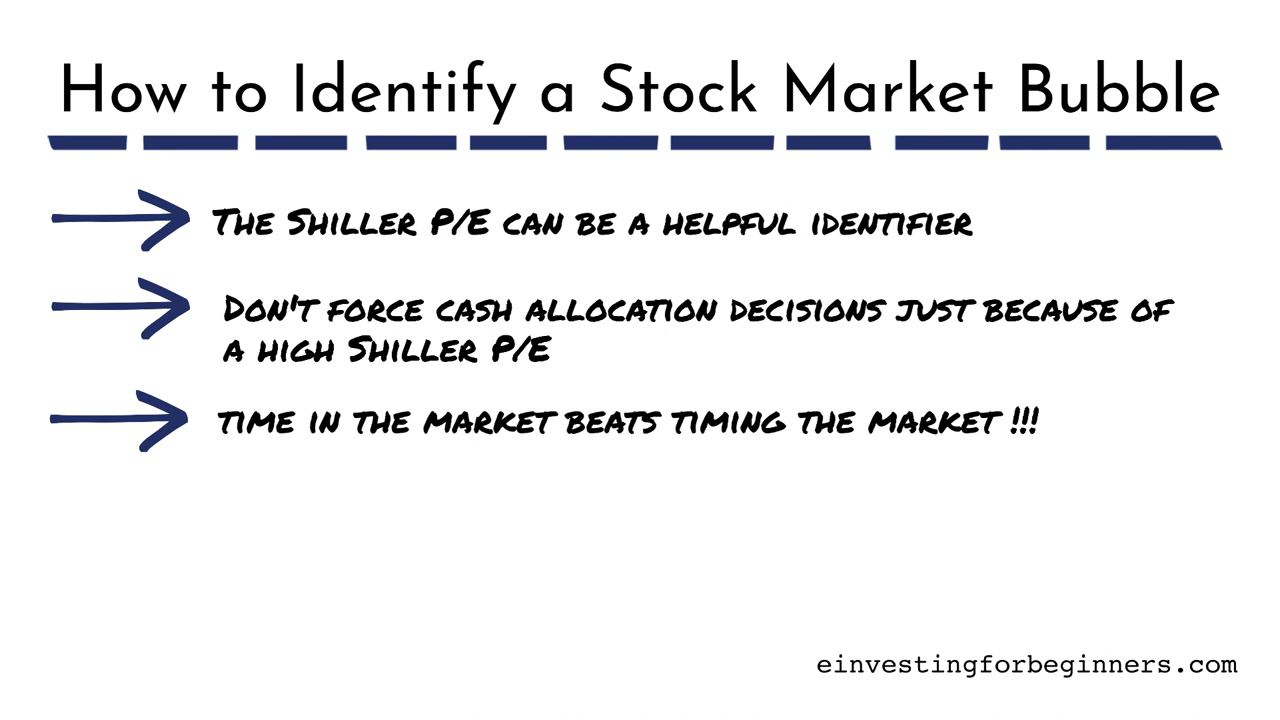 How to Identify a Stock Market Bubble
The Shiller P/E can be a helpful identifier
Don't force cash allocation decisions just because of
a high Shiller P/E
time in the market beats timing the market !!!
einvestingforbeginners.com